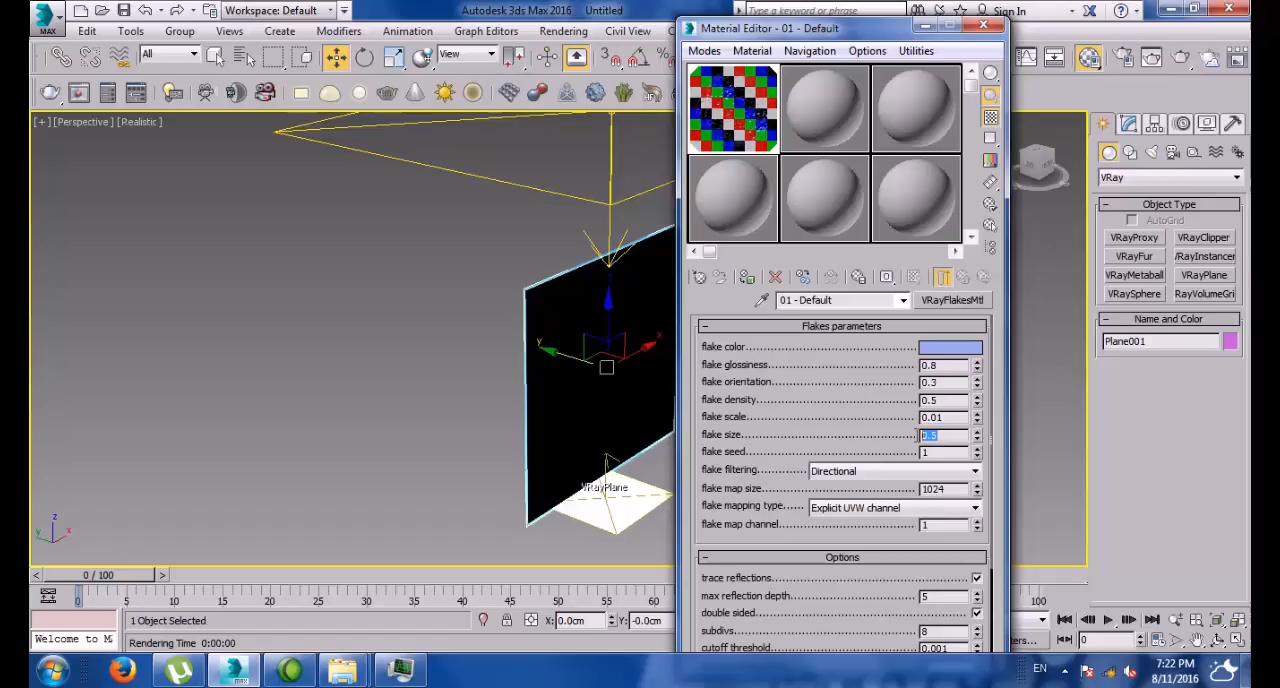 Workspace: Default
Autodesk 3ds Max 2016 Untitled
Type a keyword or phrase
Sign In
MAX
Edit Tools Group Views Create Modifiers Animation Graph Editors Rendering Civil View
All
View
[+] [Perspective] [Realistic]
VRayPlane
x
y
z
y
x
Material Editor - 01 - Default
Modes Material Navigation Options Utilities
01 - Default
VRayFlakesMtl
Flakes parameters
flake color
flake glossiness 0.8
flake orientation 0.3
flake density 0.5
flake scale 0.01
flake size 0.5
flake seed 1
flake filtering Directional
flake map size 1024
flake mapping type Explicit UVW channel
flake map channel 1
Options
trace reflections
max reflection depth 5
double sided
subdivs 8
cutoff threshold 0.001
VRay
Object Type
AutoGrid
VRayProxy VRayClipper
VRayFur /RayInstancer
VRayMetaball VRayPlane
VRaySphere RayVolumeGri
Name and Color
Plane001
0 / 100
0 5 10 15 20 25 30 35 40 45 50 55 60 100
1 Object Selected
X: 0.0cm Y: -0.0cm
Welcome to M
Rendering Time 0:00:00
ers...
0
EN
7:22 PM
8/11/2016